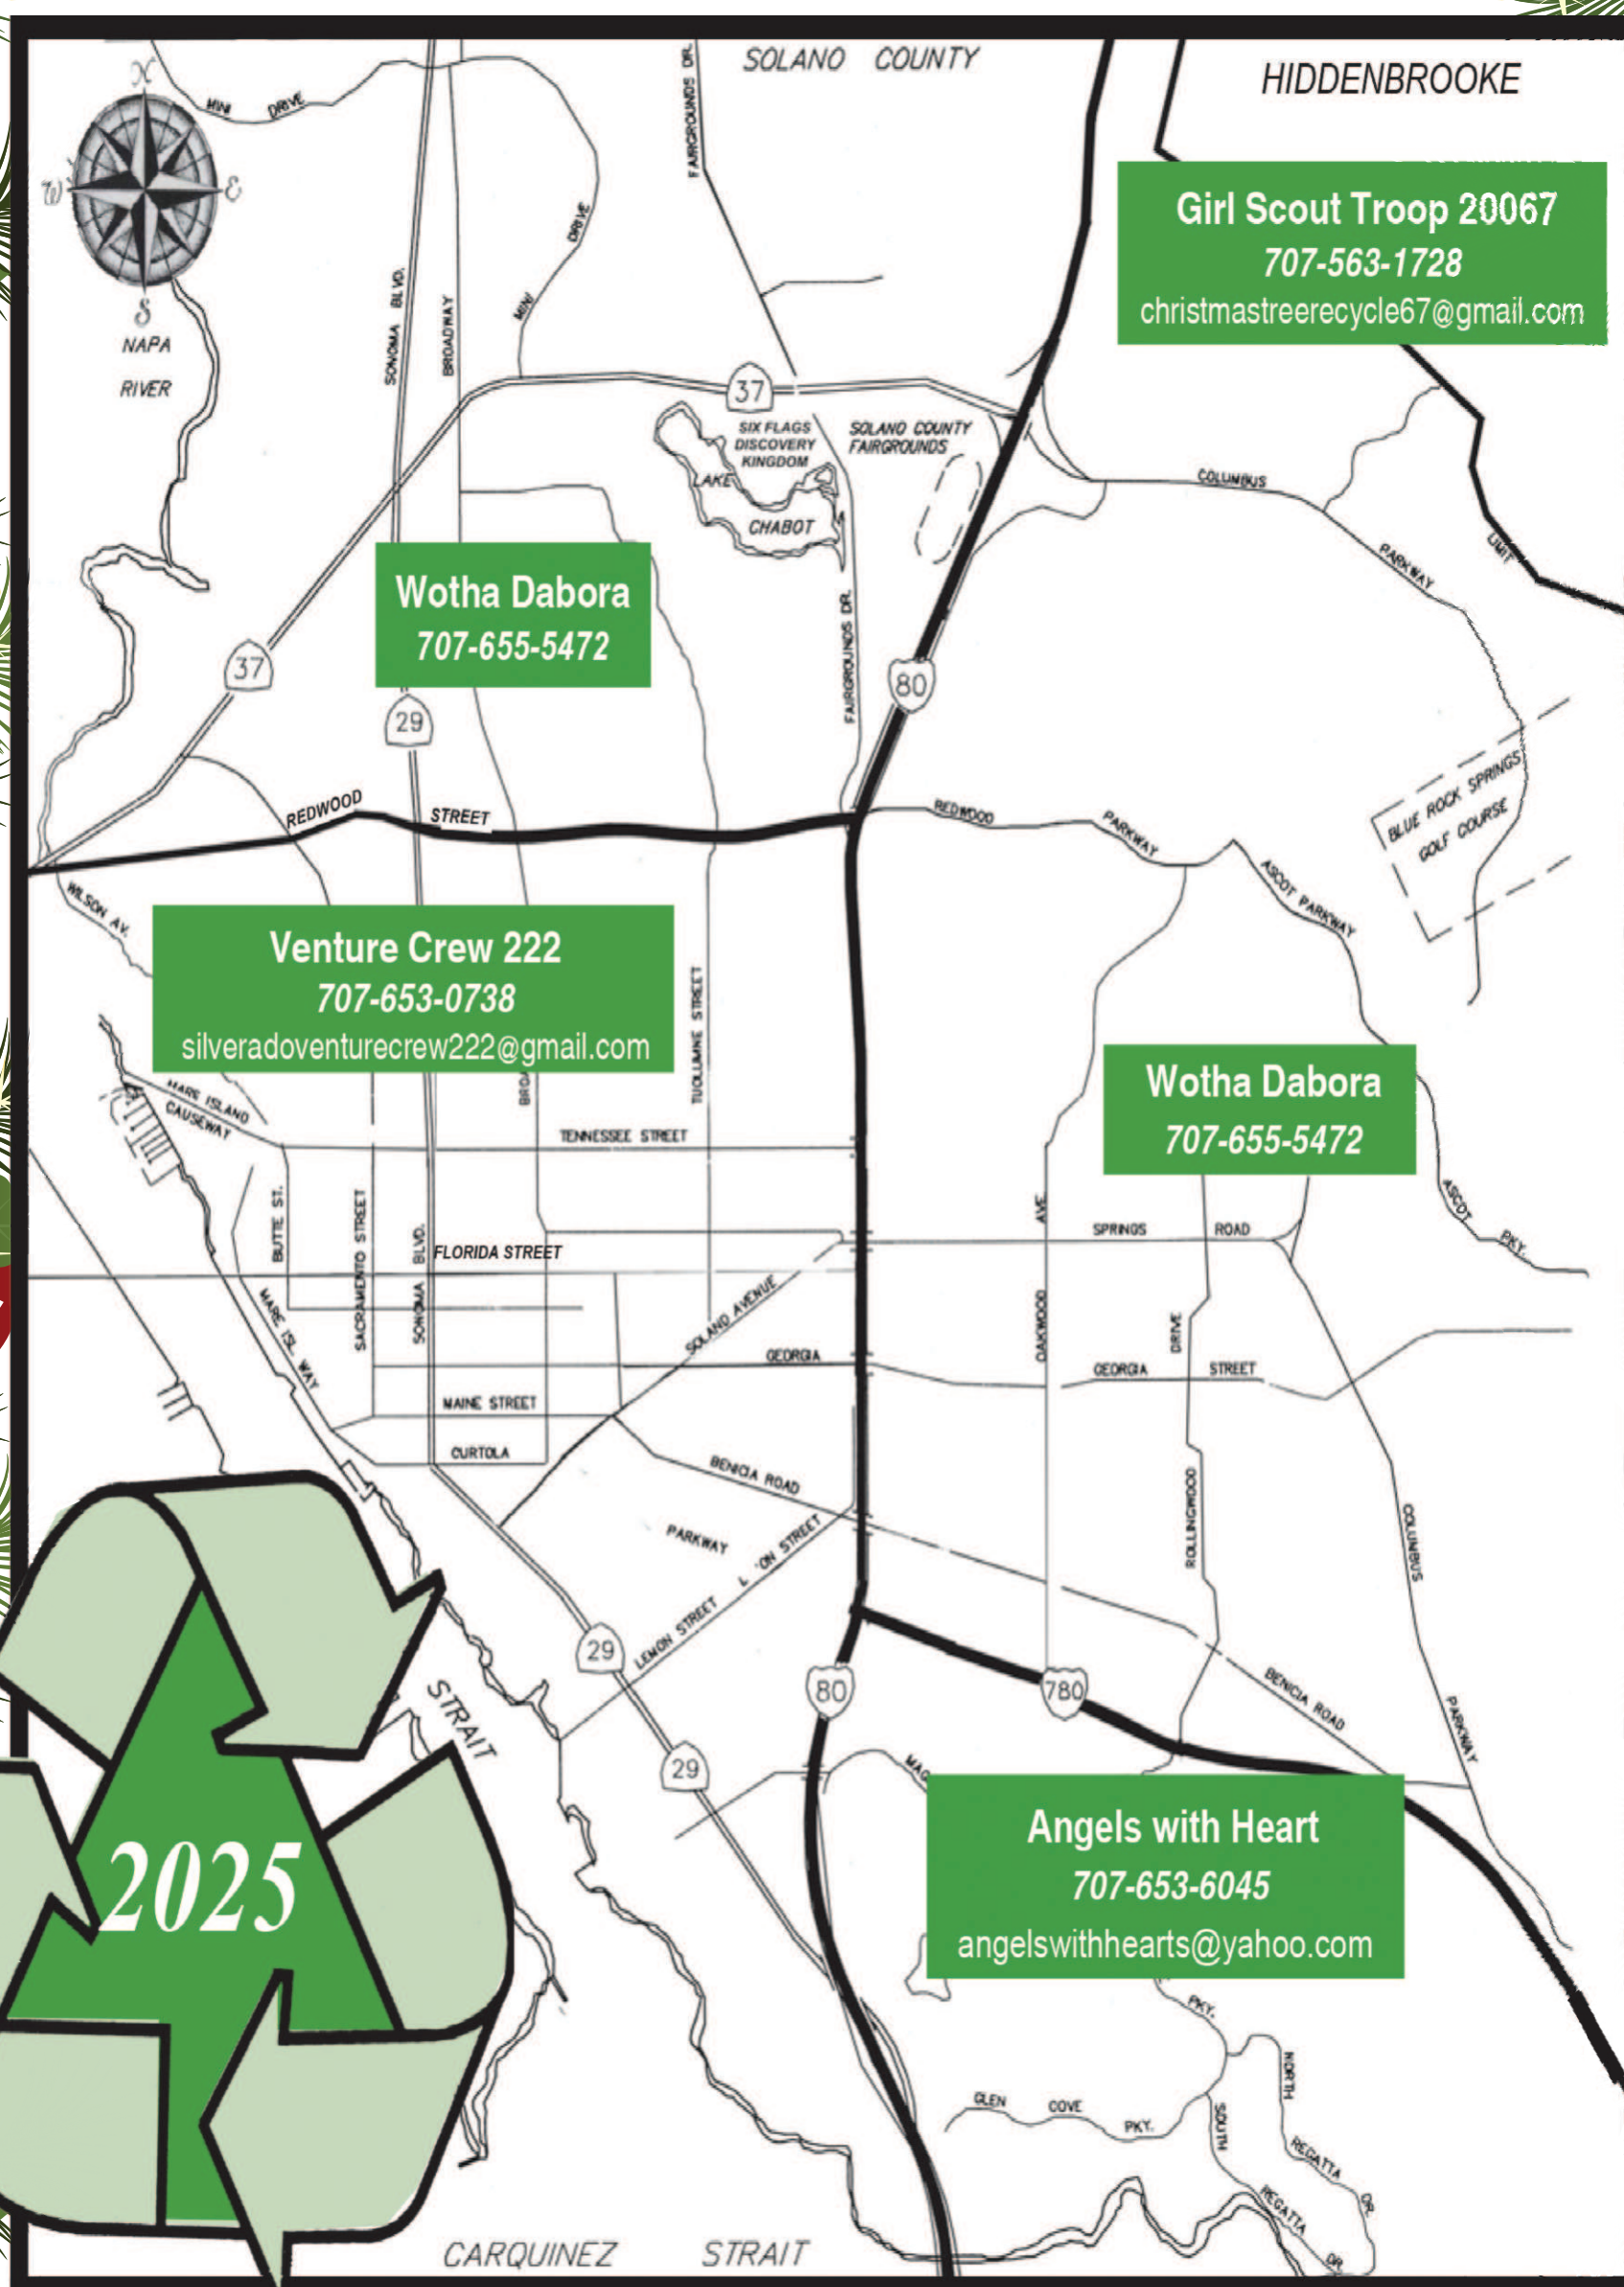 SOLANO COUNTY
HIDDENBROOKE
N
W
E
S
MINI DRIVE
FAIRGROUNDS DR.
Girl Scout Troop 20067
707-563-1728
christmastreerecycle67@gmail.com
DRIVE
MINI
SONOMA BLVD.
BROADWAY
NAPA
RIVER
37
SIX FLAGS
DISCOVERY
KINGDOM
SOLANO COUNTY
FAIRGROUNDS
LAKE
CHABOT
COLUMBUS
PARKWAY
LIMIT
Wotha Dabora
707-655-5472
37
29
FAIRGROUNDS DR.
80
BLUE ROCK SPRINGS
GOLF COURSE
REDWOOD STREET
REDWOOD
PARKWAY
ASCOT PARKWAY
WILSON AV.
Venture Crew 222
707-653-0738
silveradoventurecrew222@gmail.com
TUOLUMNE STREET
BROA
MARE ISLAND
CAUSEWAY
TENNESSEE STREET
Wotha Dabora
707-655-5472
ASCOT
PKY.
BUTTE ST.
SACRAMENTO STREET
SONOMA BLVD.
FLORIDA STREET
OAKWOOD AVE
SPRINGS ROAD
MARE ISL. WAY
SOLANO AVENUE
DRIVE
GEORGIA
GEORGIA STREET
MAINE STREET
CURTOLA
BENICIA ROAD
PARKWAY
ROLLINGWOOD
COLUMBUS
LEMON STREET
ON STREET
29
80
780
BENICIA ROAD
PARKWAY
STRAIT
29
MAG
Angels with Heart
707-653-6045
angelswithhearts@yahoo.com
2025
PKY.
NORTH
GLEN COVE PKY.
SOUTH
REGATTA
DR.
REGATTA
DR.
CARQUINEZ STRAIT